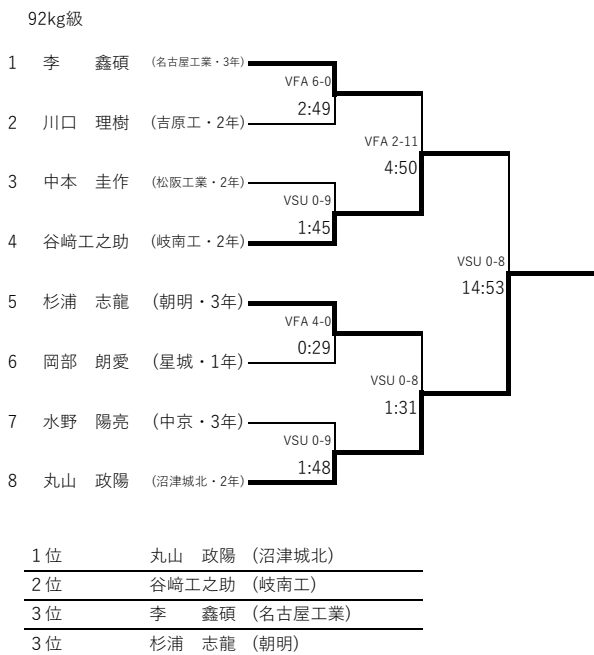 92kg級
1 李　　鑫碩 (名古屋工業・3年)
VFA 6-0
2:49
2 川口　理樹 (吉原工・2年)
VFA 2-11
4:50
3 中本　圭作 (松阪工業・2年)
VSU 0-9
1:45
4 谷﨑工之助 (岐南工・2年)
VSU 0-8
14:53
5 杉浦　志龍 (朝明・3年)
VFA 4-0
0:29
6 岡部　朗愛 (星城・1年)
VSU 0-8
1:31
7 水野　陽亮 (中京・3年)
VSU 0-9
1:48
8 丸山　政陽 (沼津城北・2年)
1位 丸山　政陽 (沼津城北)
2位 谷﨑工之助 (岐南工)
3位 李　　鑫碩 (名古屋工業)
3位 杉浦　志龍 (朝明)